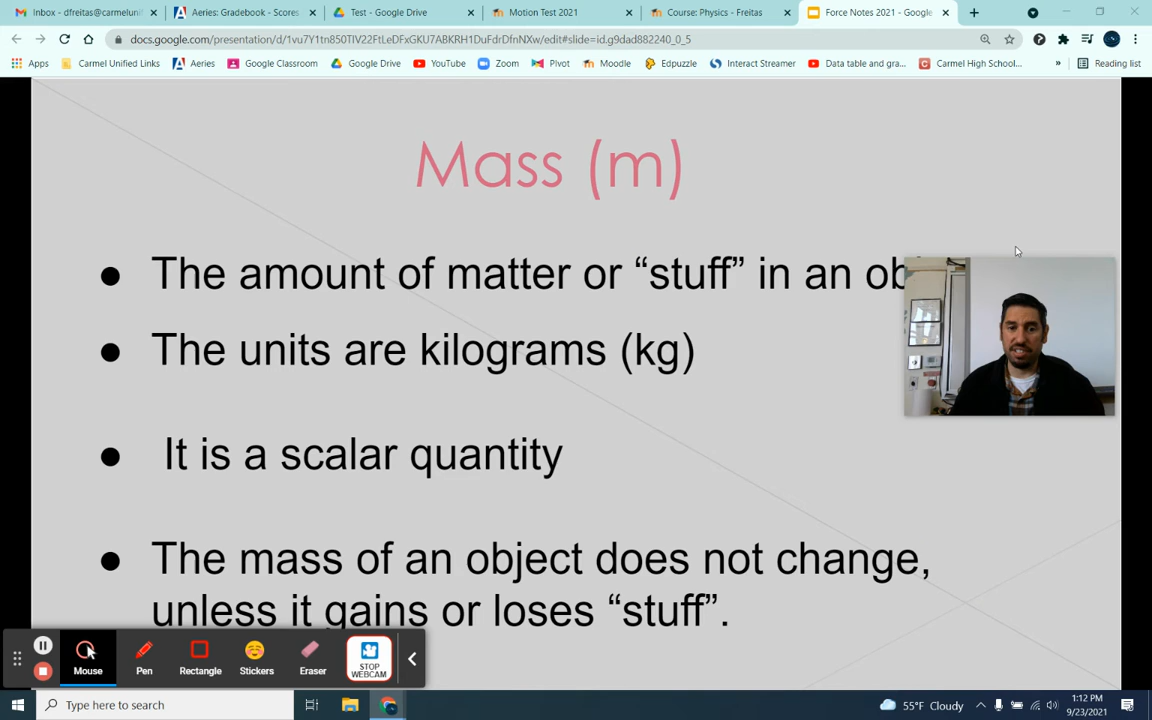 Inbox - dfreitas@carmeluni
Aeries: Gradebook - Scores
Test - Google Drive
Motion Test 2021
Course: Physics - Freitas
Force Notes 2021 - Google
docs.google.com/presentation/d/1vu7Y1tn850TlV22FtLeDFxGKU7ABKRH1DuFdrDfnNXw/edit#slide=id.g9dad882240_0_5
Apps
Carmel Unified Links
Aeries
Google Classroom
Google Drive
YouTube
Zoom
Pivot
Moodle
Edpuzzle
Interact Streamer
Data table and gra...
Carmel High School...
»
Reading list
Mass (m)
● The amount of matter or “stuff” in an ob
● The units are kilograms (kg)
● It is a scalar quantity
● The mass of an object does not change,
unless it gains or loses “stuff”.
Mouse
Pen
Rectangle
Stickers
Eraser
STOP
WEBCAM
Type here to search
55°F Cloudy
1:12 PM
9/23/2021